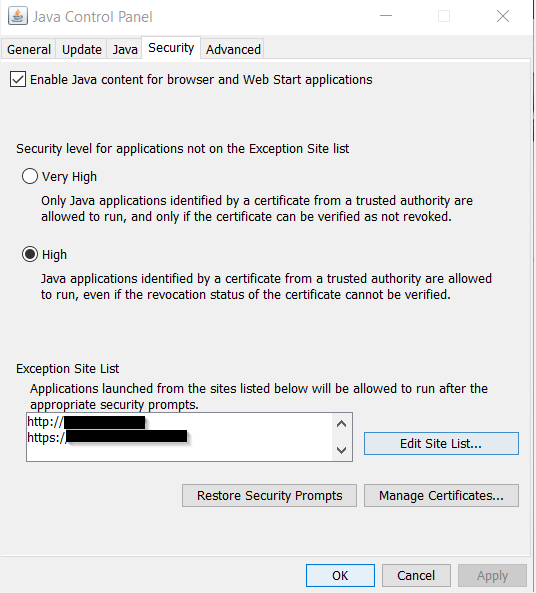 Java Control Panel
General Update Java Security Advanced
Enable Java content for browser and Web Start applications
Security level for applications not on the Exception Site list
Very High
Only Java applications identified by a certificate from a trusted authority are
allowed to run, and only if the certificate can be verified as not revoked.
High
Java applications identified by a certificate from a trusted authority are allowed
to run, even if the revocation status of the certificate cannot be verified.
Exception Site List
Applications launched from the sites listed below will be allowed to run after the
appropriate security prompts.
http://
https:/
Edit Site List...
Restore Security Prompts Manage Certificates...
OK Cancel Apply